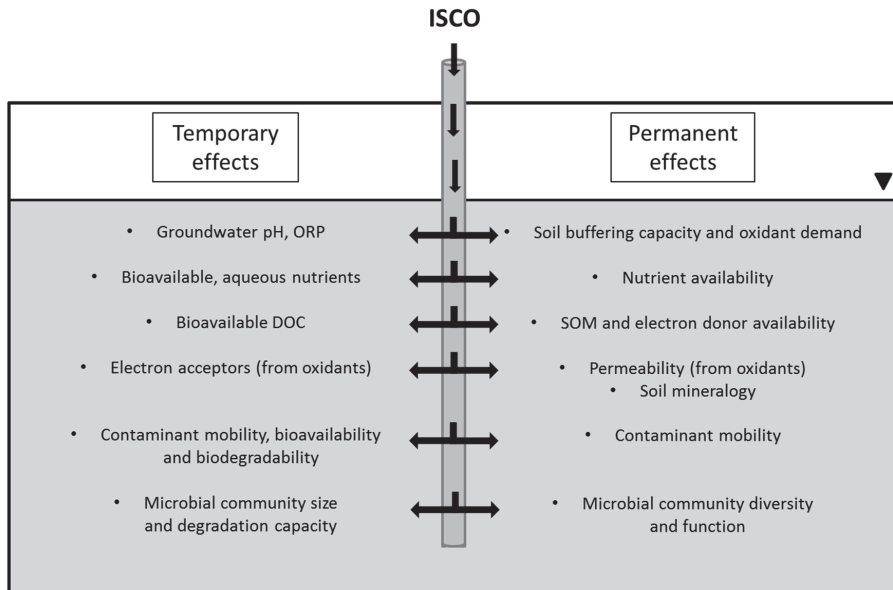 ISCO
Temporary
effects
Permanent
effects
• Groundwater pH, ORP
• Soil buffering capacity and oxidant demand
• Bioavailable, aqueous nutrients
• Nutrient availability
• Bioavailable DOC
• SOM and electron donor availability
• Electron acceptors (from oxidants)
• Permeability (from oxidants)
• Soil mineralogy
• Contaminant mobility, bioavailability
and biodegradability
• Contaminant mobility
• Microbial community size
and degradation capacity
• Microbial community diversity
and function